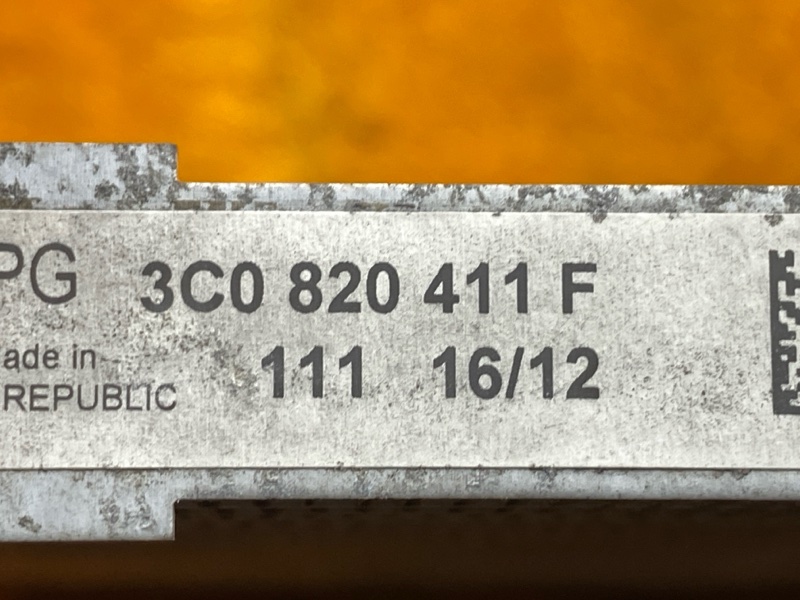 PG 3C0 820 411 F
ade in 111 16/12
REPUBLIC